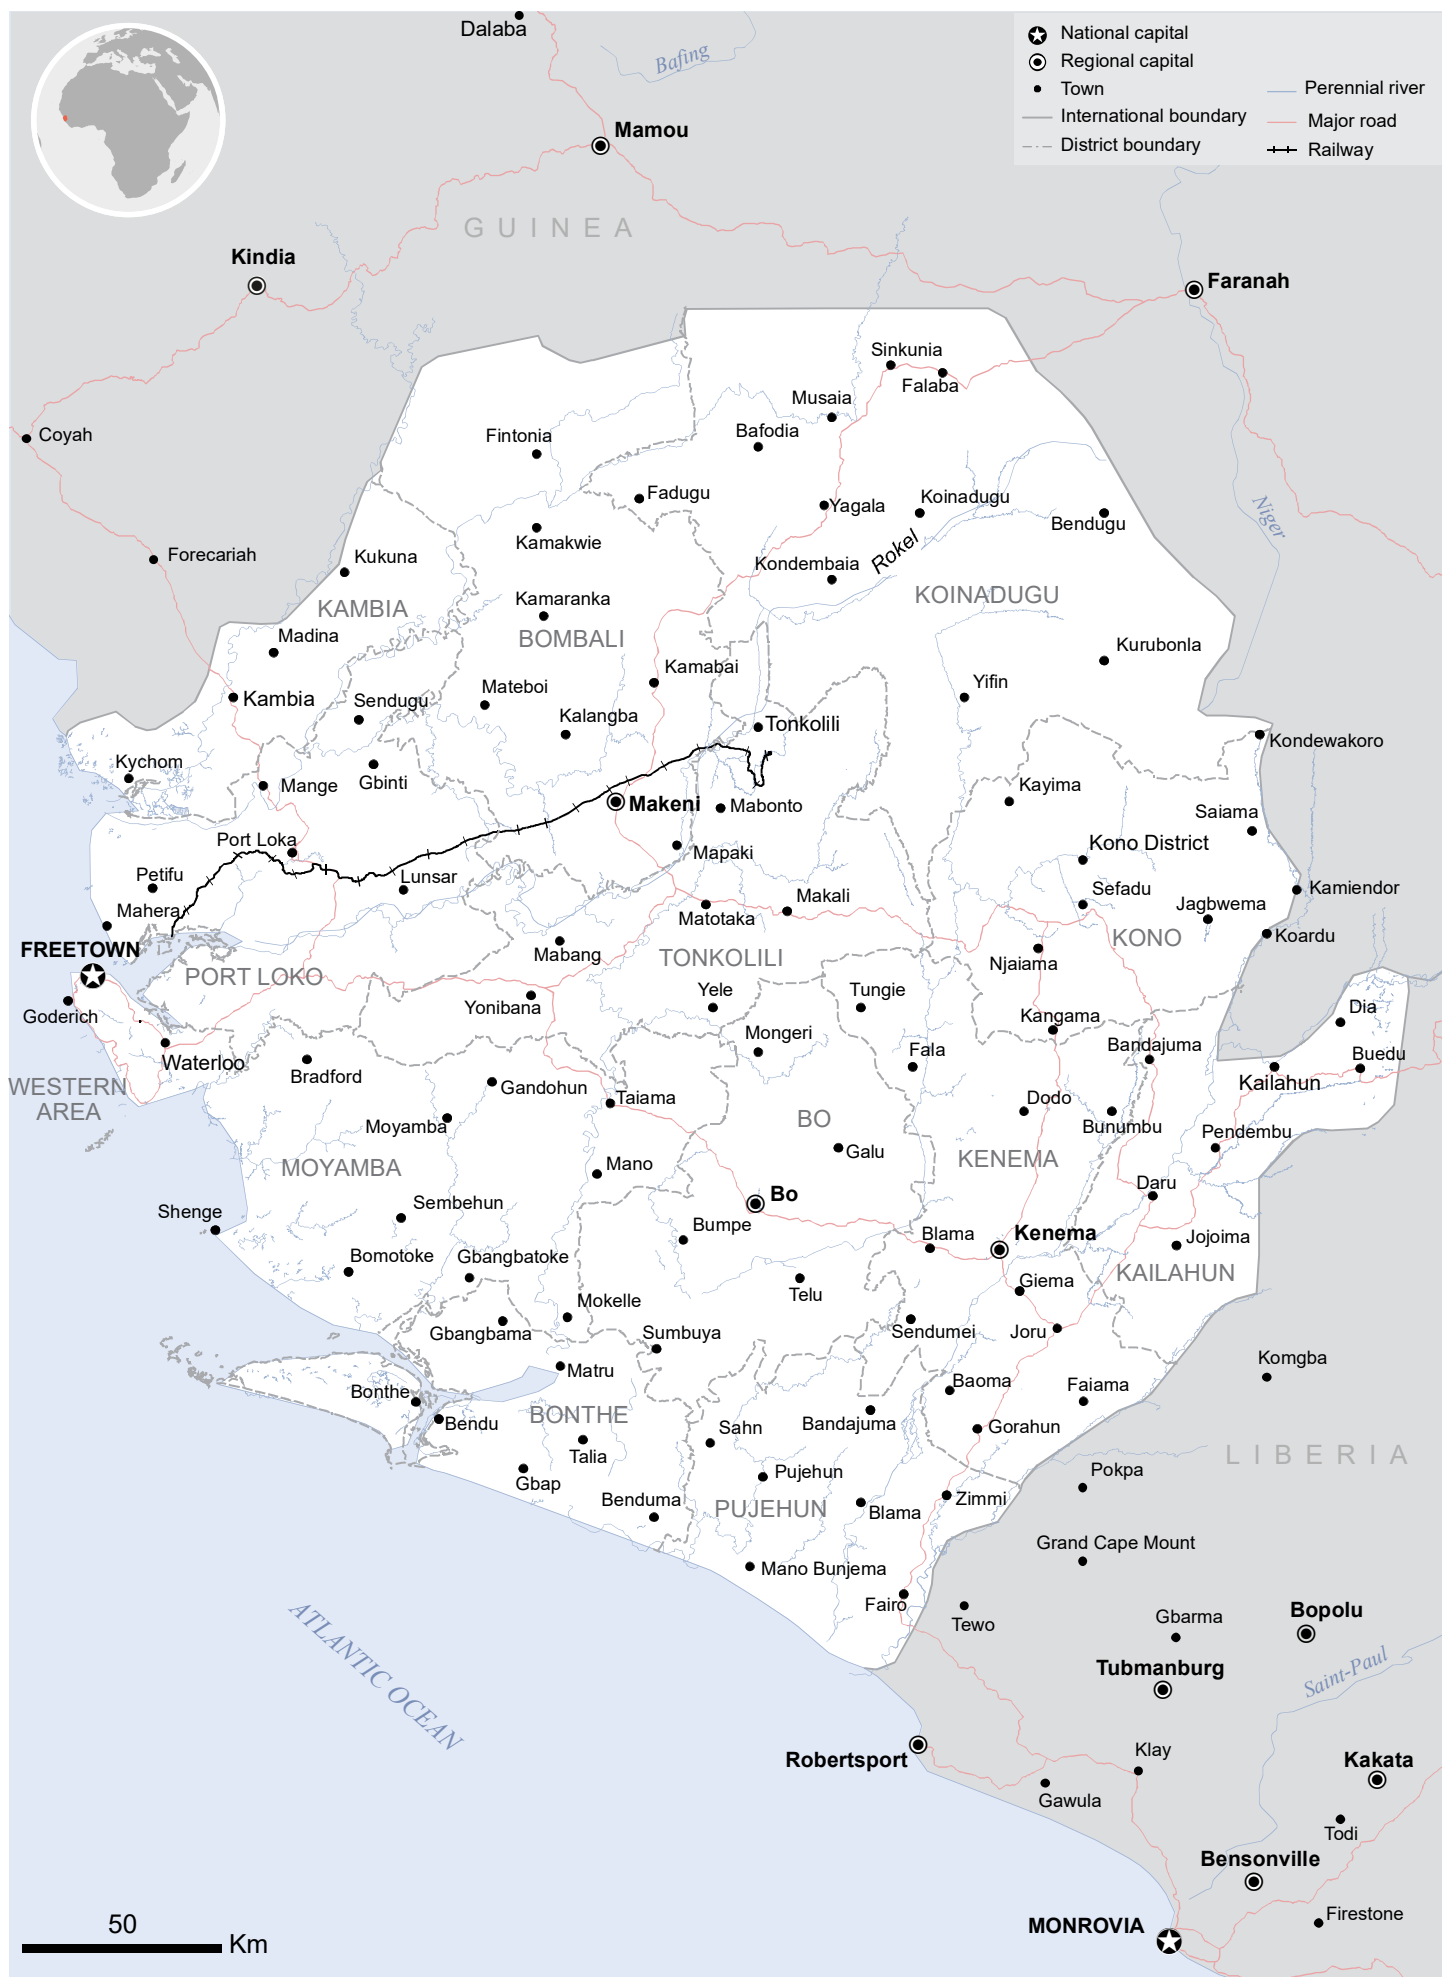 Dalaba
Bafing
National capital
Regional capital
Town
International boundary
District boundary
Perennial river
Major road
Railway
Mamou
GUINEA
Kindia
Faranah
Sinkunia
Falaba
Musaia
Bafodia
Coyah
Fintonia
Fadugu
Yagala
Koinadugu
Bendugu
Niger
Kamakwie
Rokel
Forecariah
Kukuna
Kondembaia
KAMBIA
Kamaranka
KOINADUGU
BOMBALI
Madina
Kurubonla
Kamabai
Kambia
Sendugu
Mateboi
Yifin
Kalangba
Tonkolili
Kondewakoro
Kychom
Mange
Gbinti
Kayima
Makeni
Mabonto
Saiama
Port Loka
Mapaki
Kono District
Petifu
Lunsar
Sefadu
Kamiendor
Mahera
Matotaka
Makali
Jagbwema
FREETOWN
Mabang
TONKOLILI
KONO
Koardu
PORT LOKO
Njaiama
Goderich
Yonibana
Yele
Tungie
Dia
Kangama
Mongeri
Bandajuma
Waterloo
Bradford
Fala
Buedu
Kailahun
WESTERN
AREA
Gandohun
Taiama
Dodo
Moyamba
BO
Bunumbu
Pendembu
MOYAMBA
Mano
Galu
KENEMA
Daru
Bo
Shenge
Sembehun
Bumpe
Blama
Kenema
Jojoima
Bomotoke
Gbangbatoke
Giema
KAILAHUN
Telu
Mokelle
Gbangbama
Sumbuya
Sendumei
Joru
Matru
Komgba
Bonthe
Baoma
Faiama
Bendu
BONTHE
Sahn
Bandajuma
Gorahun
Talia
LIBERIA
Gbap
Pujehun
Pokpa
Benduma
PUJEHUN
Blama
Zimmi
Grand Cape Mount
Mano Bunjema
Fairo
Tewo
Gbarma
Bopolu
ATLANTIC OCEAN
Tubmanburg
Saint-Paul
Robertsport
Klay
Kakata
Gawula
Todi
Bensonville
Firestone
MONROVIA
50
Km